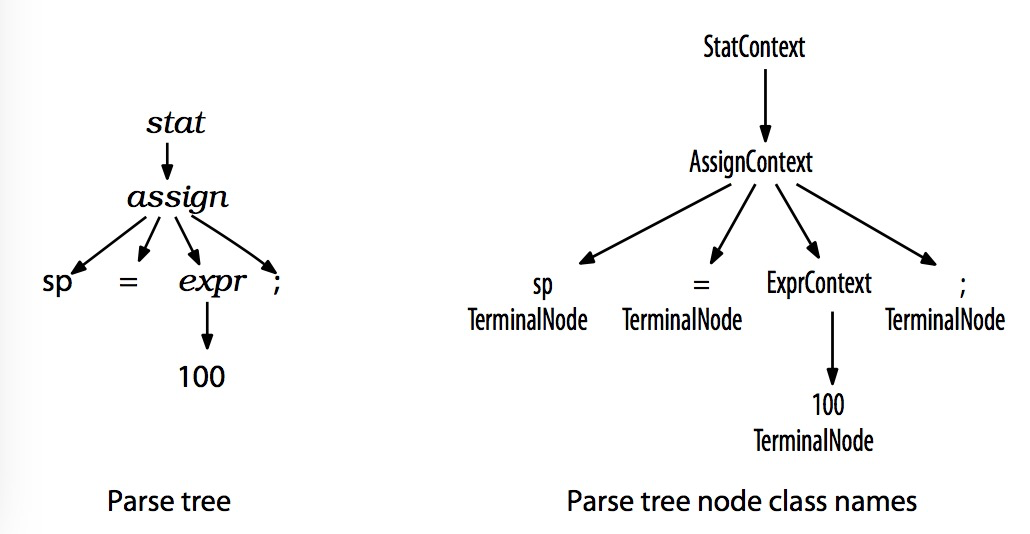 stat
assign
sp = expr ;
100
Parse tree
StatContext
AssignContext
sp = ExprContext ;
TerminalNode TerminalNode TerminalNode
100
TerminalNode
Parse tree node class names